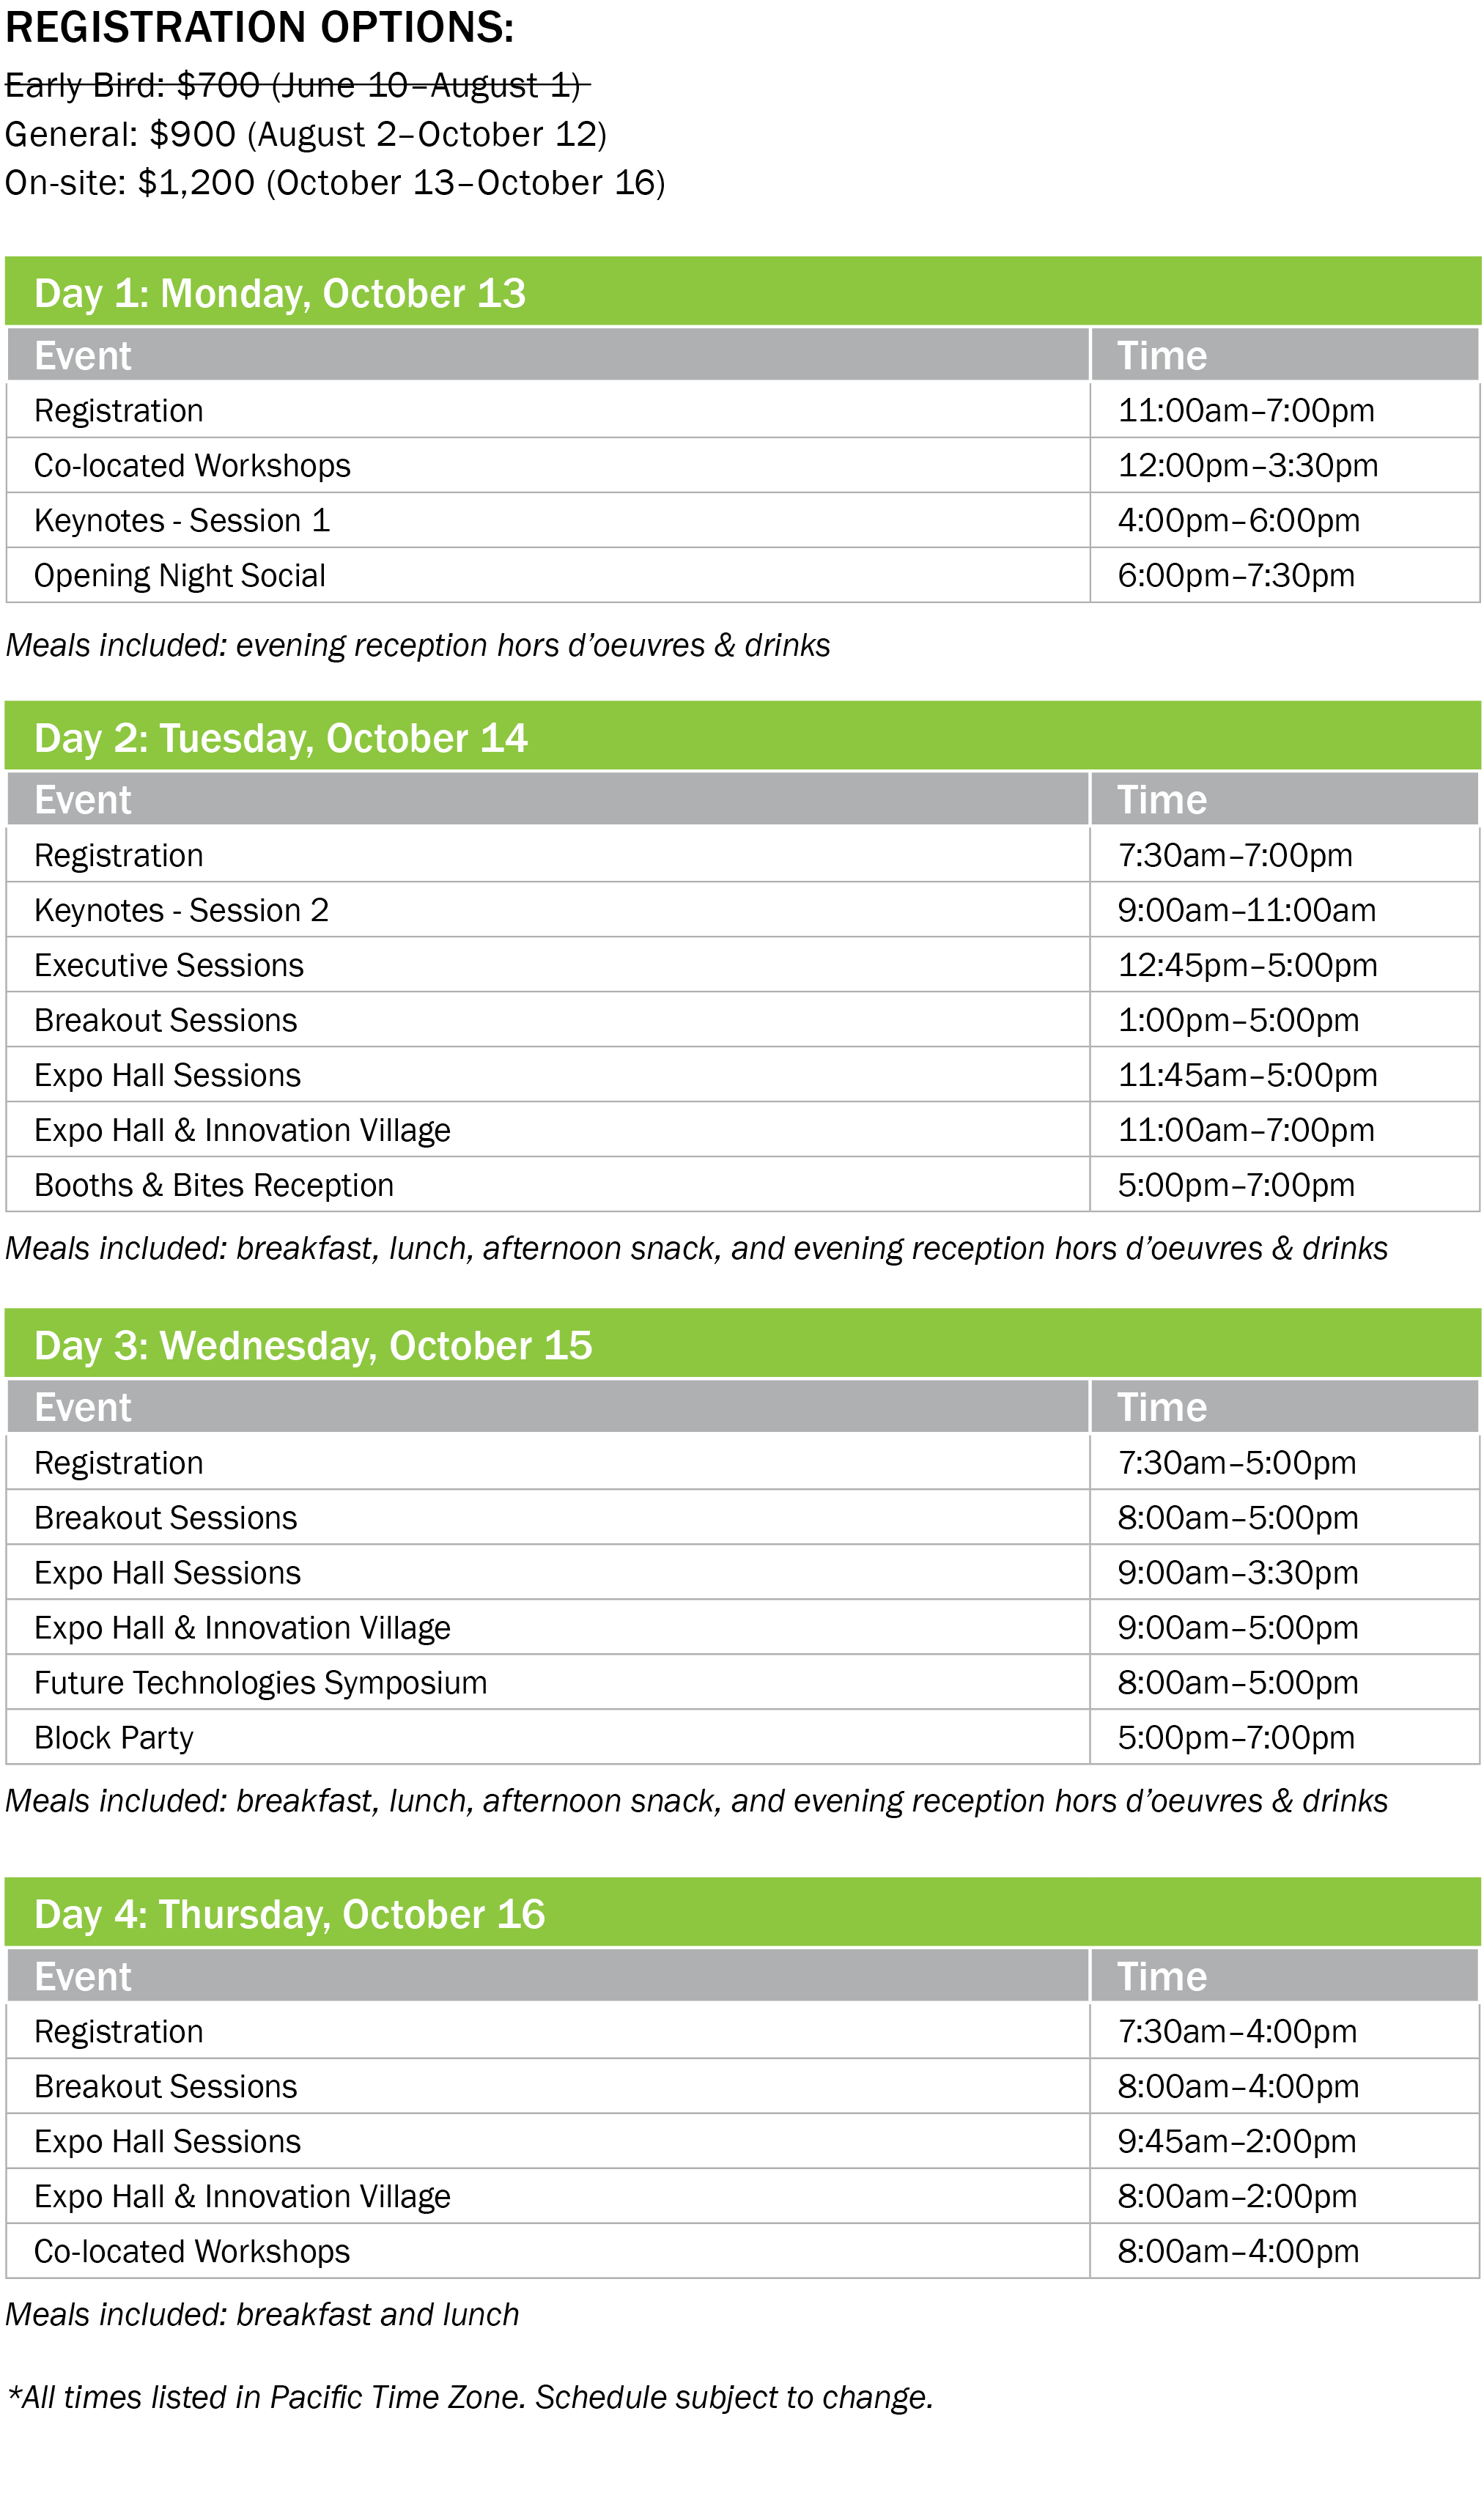 REGISTRATION OPTIONS:
Early Bird: $700 (June 10–August 1)
General: $900 (August 2–October 12)
On-site: $1,200 (October 13–October 16)
Day 1: Monday, October 13
Event Time
Registration 11:00am–7:00pm
Co-located Workshops 12:00pm–3:30pm
Keynotes - Session 1 4:00pm–6:00pm
Opening Night Social 6:00pm–7:30pm
Meals included: evening reception hors d’oeuvres & drinks
Day 2: Tuesday, October 14
Event Time
Registration 7:30am–7:00pm
Keynotes - Session 2 9:00am–11:00am
Executive Sessions 12:45pm–5:00pm
Breakout Sessions 1:00pm–5:00pm
Expo Hall Sessions 11:45am–5:00pm
Expo Hall & Innovation Village 11:00am–7:00pm
Booths & Bites Reception 5:00pm–7:00pm
Meals included: breakfast, lunch, afternoon snack, and evening reception hors d’oeuvres & drinks
Day 3: Wednesday, October 15
Event Time
Registration 7:30am–5:00pm
Breakout Sessions 8:00am–5:00pm
Expo Hall Sessions 9:00am–3:30pm
Expo Hall & Innovation Village 9:00am–5:00pm
Future Technologies Symposium 8:00am–5:00pm
Block Party 5:00pm–7:00pm
Meals included: breakfast, lunch, afternoon snack, and evening reception hors d’oeuvres & drinks
Day 4: Thursday, October 16
Event Time
Registration 7:30am–4:00pm
Breakout Sessions 8:00am–4:00pm
Expo Hall Sessions 9:45am–2:00pm
Expo Hall & Innovation Village 8:00am–2:00pm
Co-located Workshops 8:00am–4:00pm
Meals included: breakfast and lunch
*All times listed in Pacific Time Zone. Schedule subject to change.